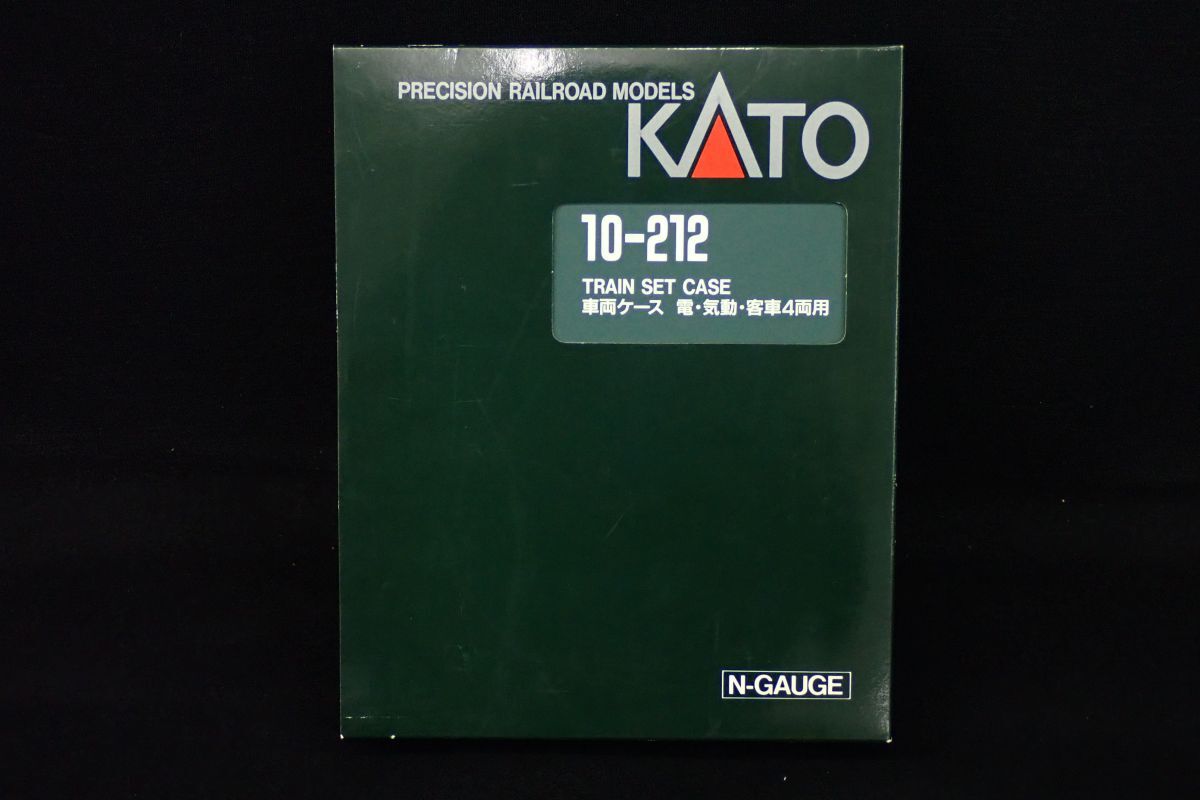 PRECISION RAILROAD MODELS
KATO
10-212
TRAIN SET CASE
車両ケース 電・気動・客車4両用
N-GAUGE